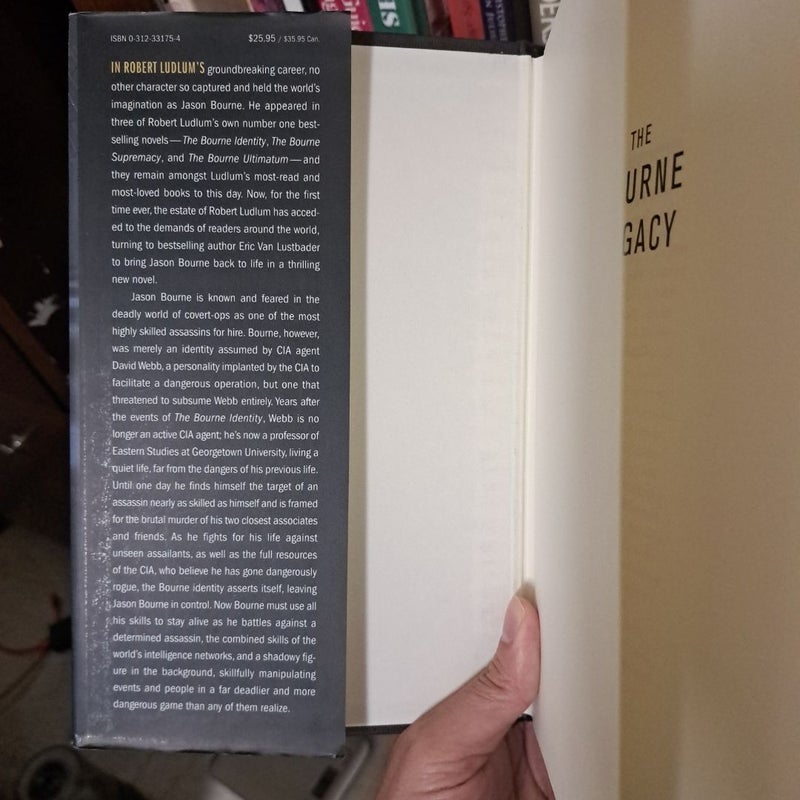 ISBN 0-312-33175-4 $25.95 / $35.95 Can.
IN ROBERT LUDLUM'S groundbreaking career, no
other character so captured and held the world's
imagination as Jason Bourne. He appeared in
three of Robert Ludlum's own number one best-
selling novels—The Bourne Identity, The Bourne
Supremacy, and The Bourne Ultimatum—and
they remain amongst Ludlum's most-read and
most-loved books to this day. Now, for the first
time ever, the estate of Robert Ludlum has acced-
ed to the demands of readers around the world,
turning to bestselling author Eric Van Lustbader
to bring Jason Bourne back to life in a thrilling
new novel.
Jason Bourne is known and feared in the
deadly world of covert-ops as one of the most
highly skilled assassins for hire. Bourne, however,
was merely an identity assumed by CIA agent
David Webb, a personality implanted by the CIA to
facilitate a dangerous operation, but one that
threatened to subsume Webb entirely. Years after
the events of The Bourne Identity, Webb is no
longer an active CIA agent; he's now a professor of
Eastern Studies at Georgetown University, living a
quiet life, far from the dangers of his previous life.
Until one day he finds himself the target of an
assassin nearly as skilled as himself and is framed
for the brutal murder of his two closest associates
and friends. As he fights for his life against
unseen assailants, as well as the full resources
of the CIA, who believe he has gone dangerously
rogue, the Bourne identity asserts itself, leaving
Jason Bourne in control. Now Bourne must use all
his skills to stay alive as he battles against a
determined assassin, the combined skills of the
world's intelligence networks, and a shadowy fig-
ure in the background, skillfully manipulating
events and people in a far deadlier and more
dangerous game than any of them realize.
THE
URNE
GACY